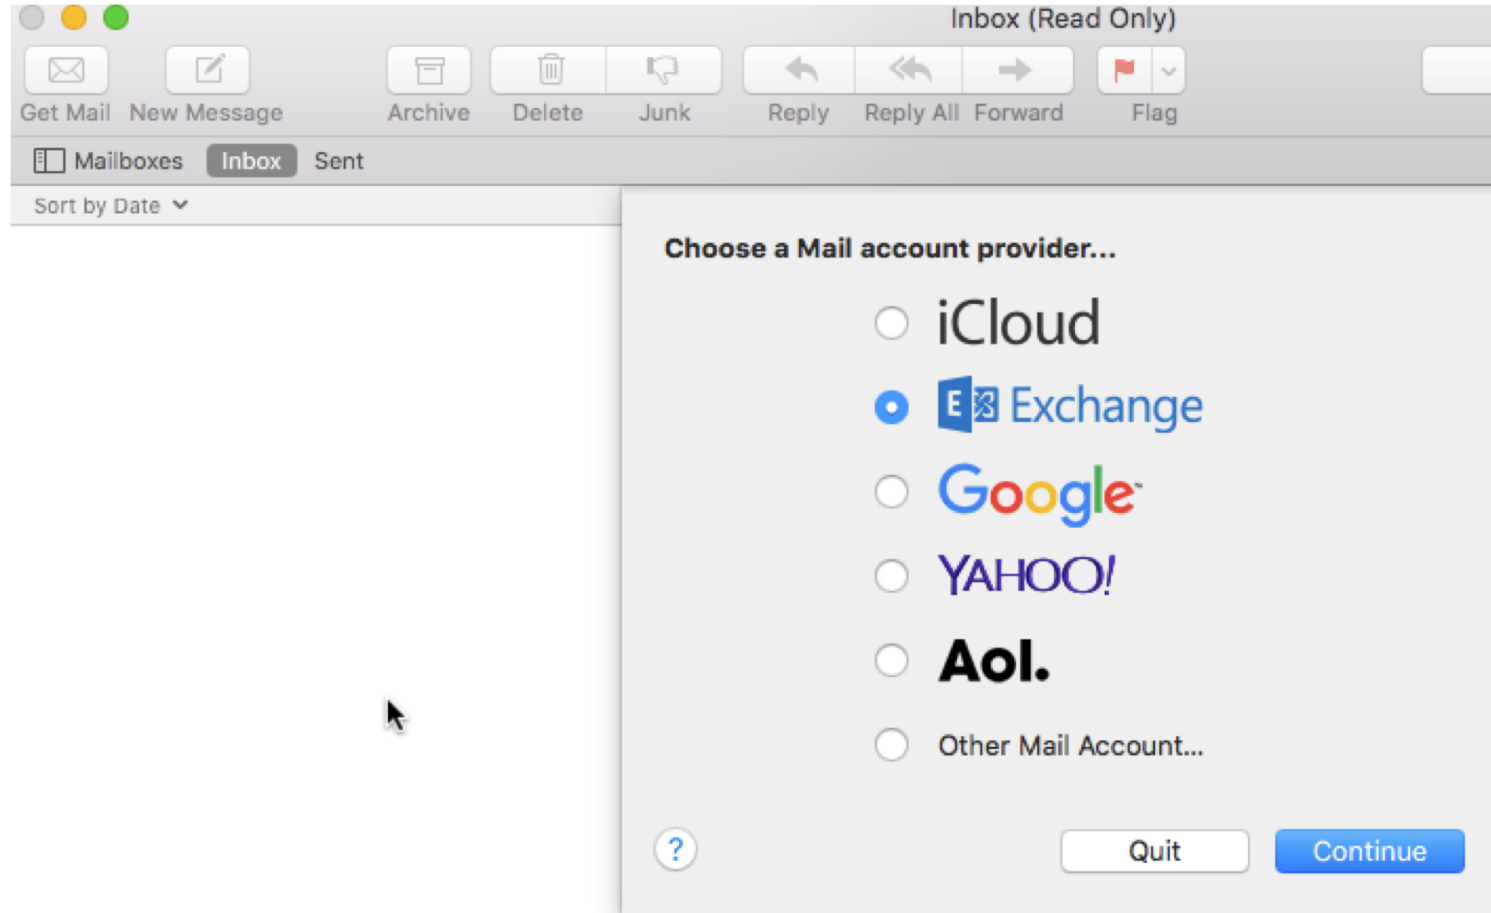 Inbox (Read Only)
Get Mail New Message Archive Delete Junk Reply Reply All Forward Flag
Mailboxes Inbox Sent
Sort by Date
Choose a Mail account provider...
iCloud
E Exchange
Google™
YAHOO!
Aol.
Other Mail Account...
? Quit Continue